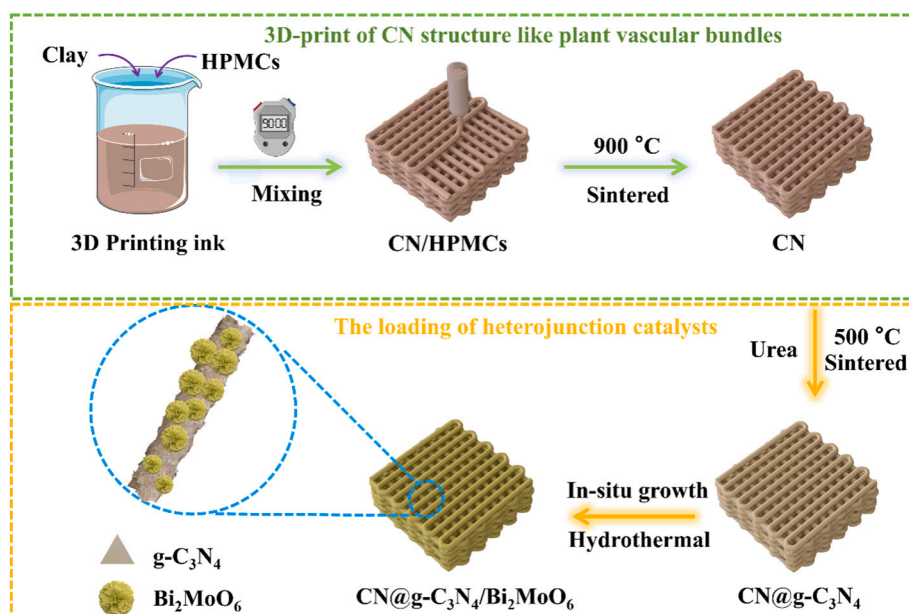 3D-print of CN structure like plant vascular bundles
Clay
HPMCs
90:00
Mixing
900 °C
Sintered
3D Printing ink
CN/HPMCs
CN
The loading of heterojunction catalysts
Urea
500 °C
Sintered
In-situ growth
Hydrothermal
g-C₃N₄
Bi₂MoO₆
CN@g-C₃N₄/Bi₂MoO₆
CN@g-C₃N₄